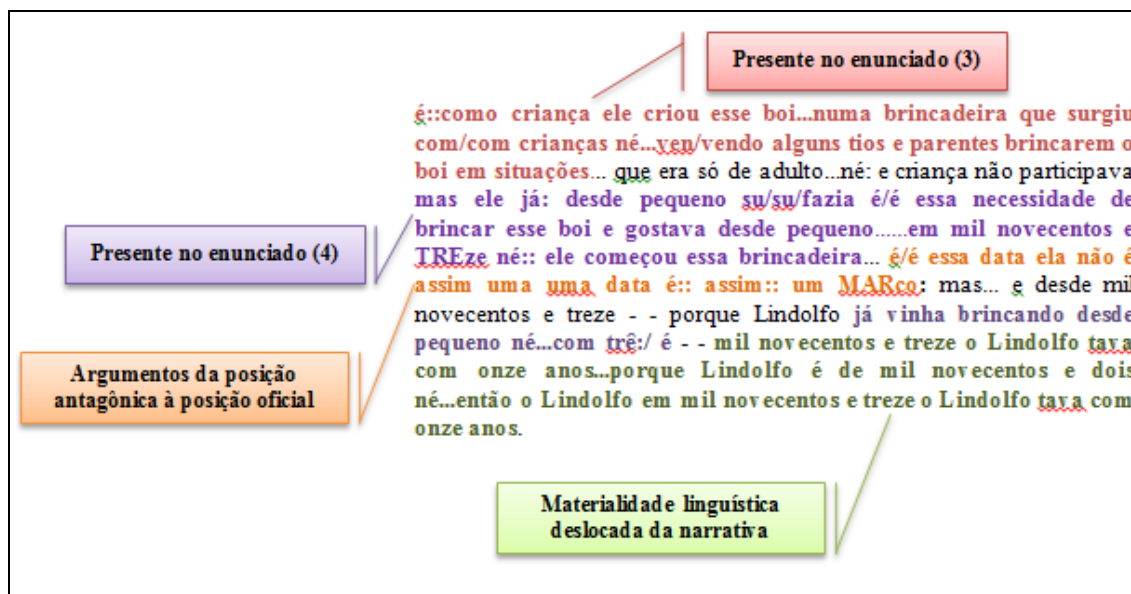 Presente no enunciado (3)
é::como criança ele criou esse boi...numa brincadeira que surgiu
com/com crianças né...ven/vendo alguns tios e parentes brincarem o
boi em situações... que era só de adulto...né: e criança não participava
mas ele já: desde pequeno su/su/fazia é/é essa necessidade de
brincar esse boi e gostava desde pequeno......em mil novecentos e
TREze né:: ele começou essa brincadeira... é/é essa data ela não é
assim uma uma data é:: assim:: um MARco: mas... e desde mil
novecentos e treze - - porque Lindolfo já vinha brincando desde
pequeno né...com trê:/ é - - mil novecentos e treze o Lindolfo tava
com onze anos...porque Lindolfo é de mil novecentos e dois
né...então o Lindolfo em mil novecentos e treze o Lindolfo tava com
onze anos.
Presente no enunciado (4)
Argumentos da posição
antagônica à posição oficial
Materialidade linguística
deslocada da narrativa